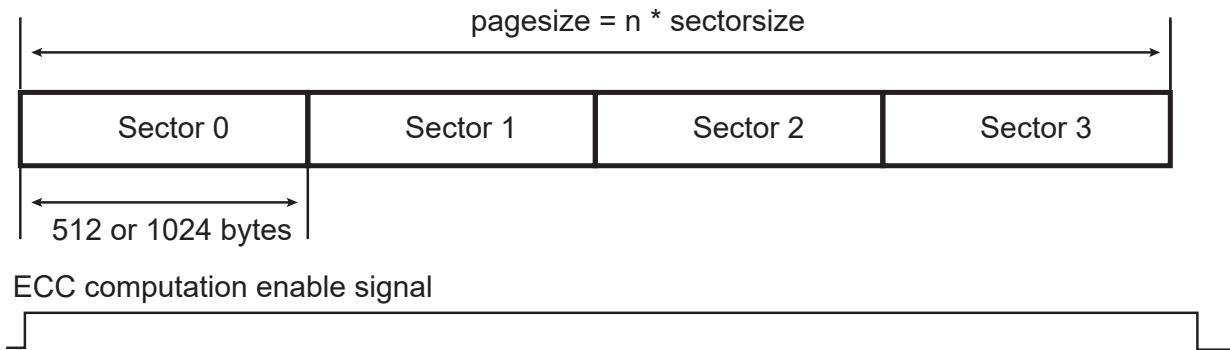 pagesize = n * sectorsize
Sector 0 Sector 1 Sector 2 Sector 3
512 or 1024 bytes
ECC computation enable signal